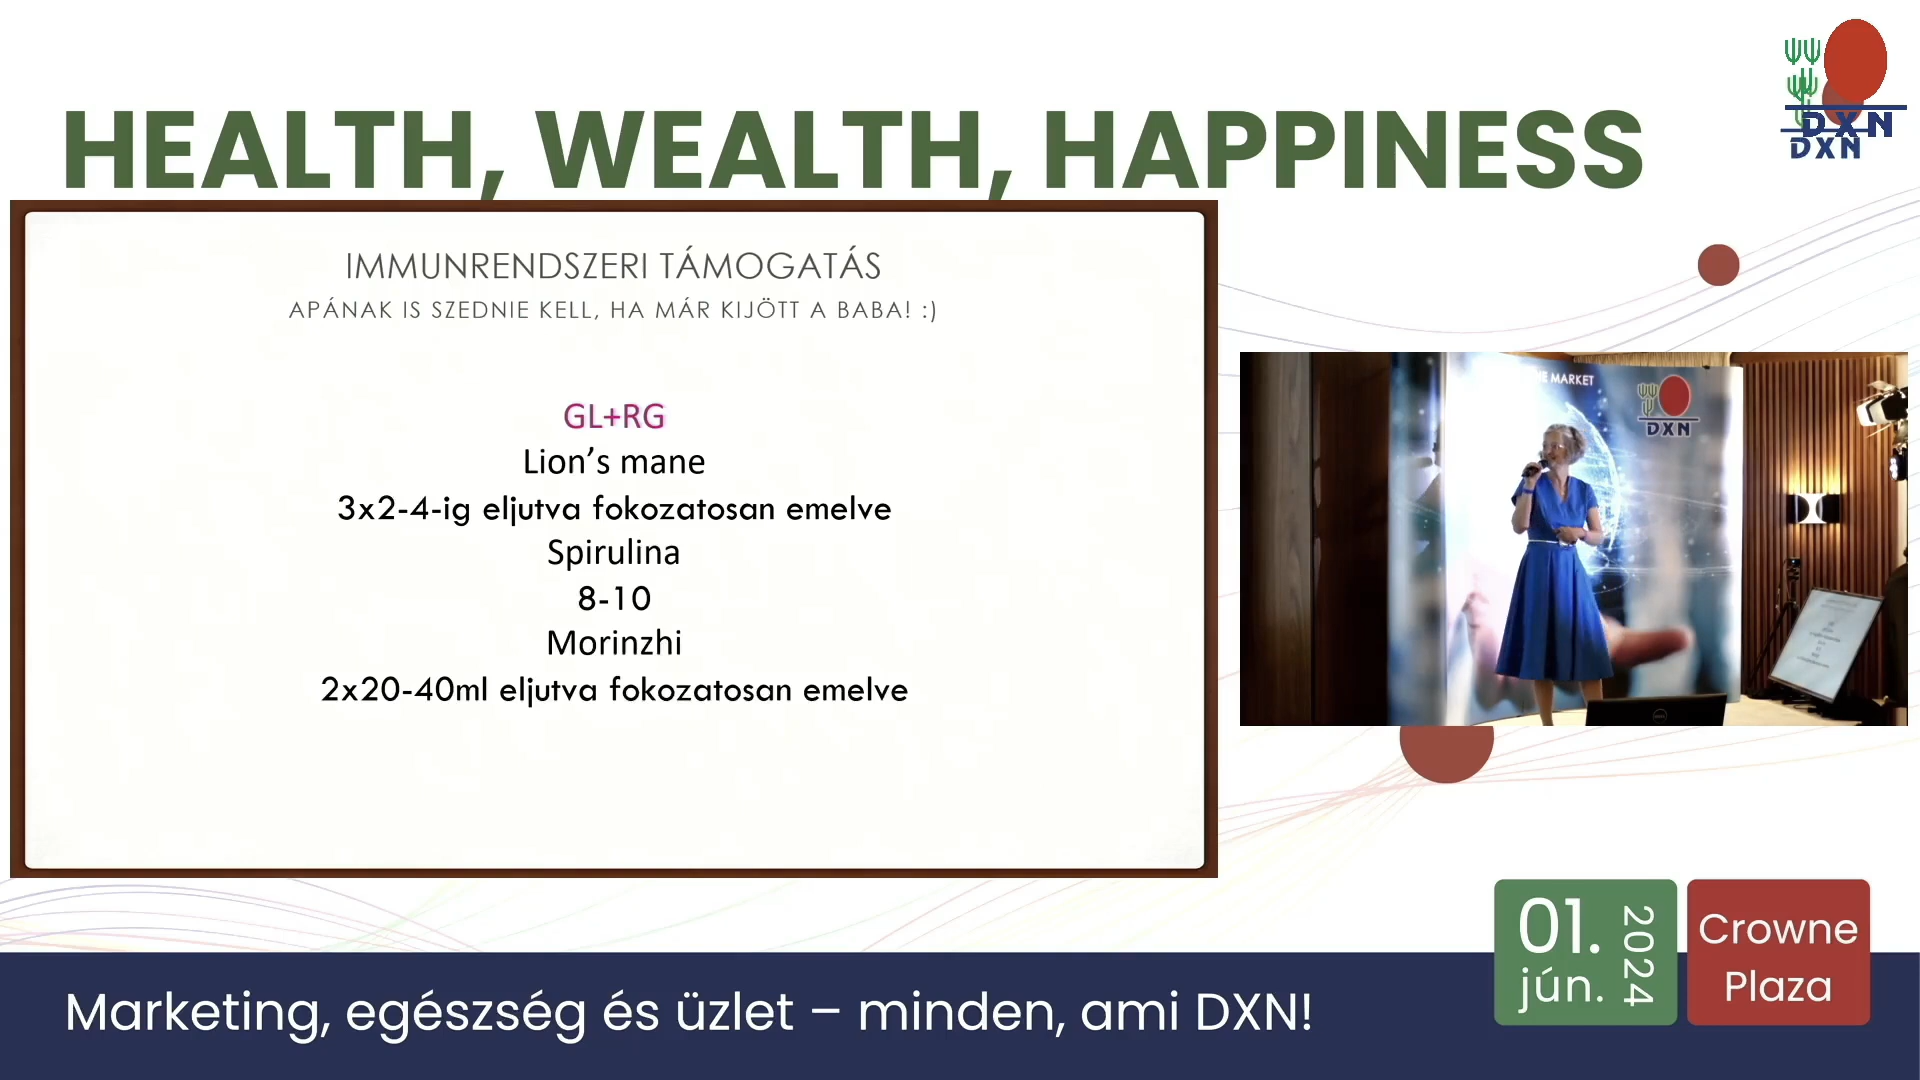 HEALTH, WEALTH, HAPPINESS
DXN
DXN
IMMUNRENDSZERI TÁMOGATÁS
APÁNAK IS SZEDNIE KELL, HA MÁR KIJÖTT A BABA! :)
GL+RG
Lion’s mane
3x2-4-ig eljutva fokozatosan emelve
Spirulina
8-10
Morinzhi
2x20-40ml eljutva fokozatosan emelve
MARKET
DXN
01.
jún.
2024
Crowne
Plaza
Marketing, egészség és üzlet – minden, ami DXN!